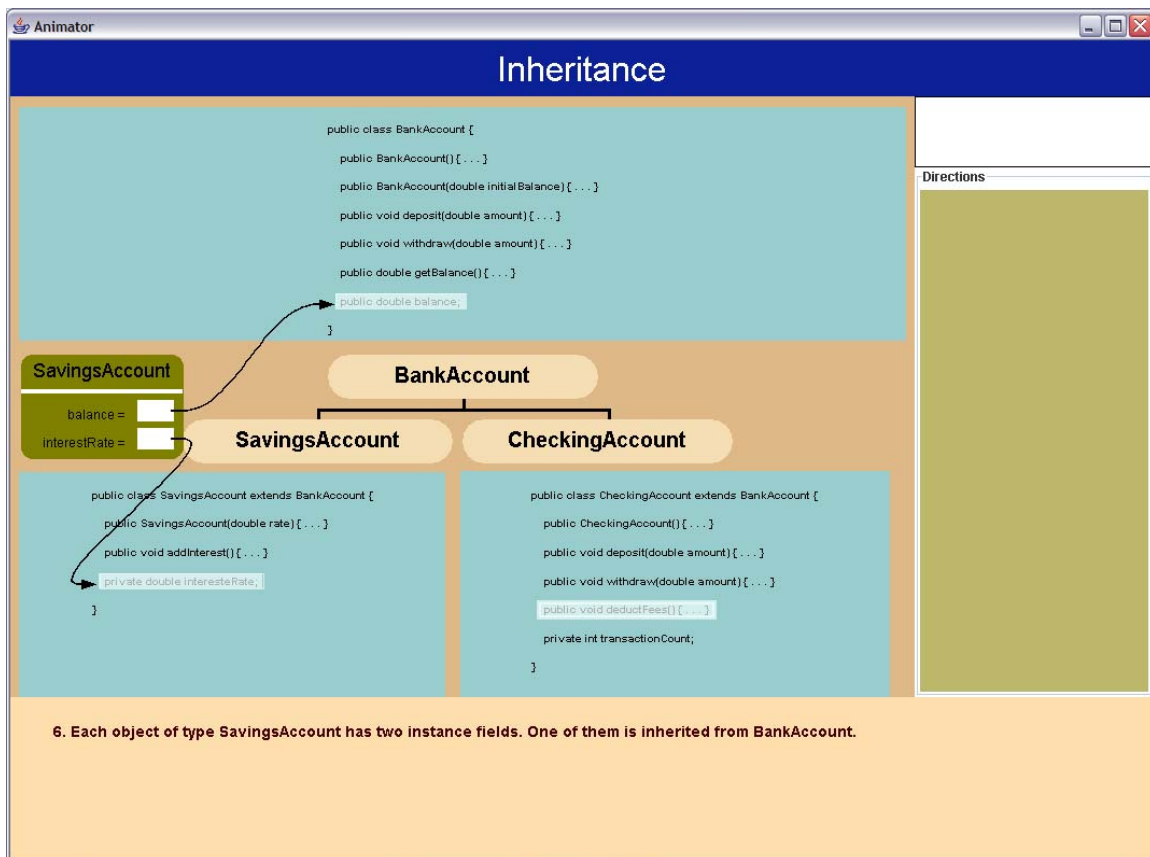 Animator
Inheritance
public class BankAccount {
public BankAccount(){ . . . }
public BankAccount(double initialBalance){ . . . }
public void deposit(double amount){ . . . }
public void withdraw(double amount){ . . . }
public double getBalance(){ . . . }
public double balance;
}
Directions
SavingsAccount
balance =
interestRate =
BankAccount
SavingsAccount
CheckingAccount
public class SavingsAccount extends BankAccount {
public SavingsAccount(double rate){ . . . }
public void addInterest(){ . . . }
private double interesteRate;
}
public class CheckingAccount extends BankAccount {
public CheckingAccount(){ . . . }
public void deposit(double amount){ . . . }
public void withdraw(double amount){ . . . }
public void deductFees(){ . . . }
private int transactionCount;
}
6. Each object of type SavingsAccount has two instance fields. One of them is inherited from BankAccount.